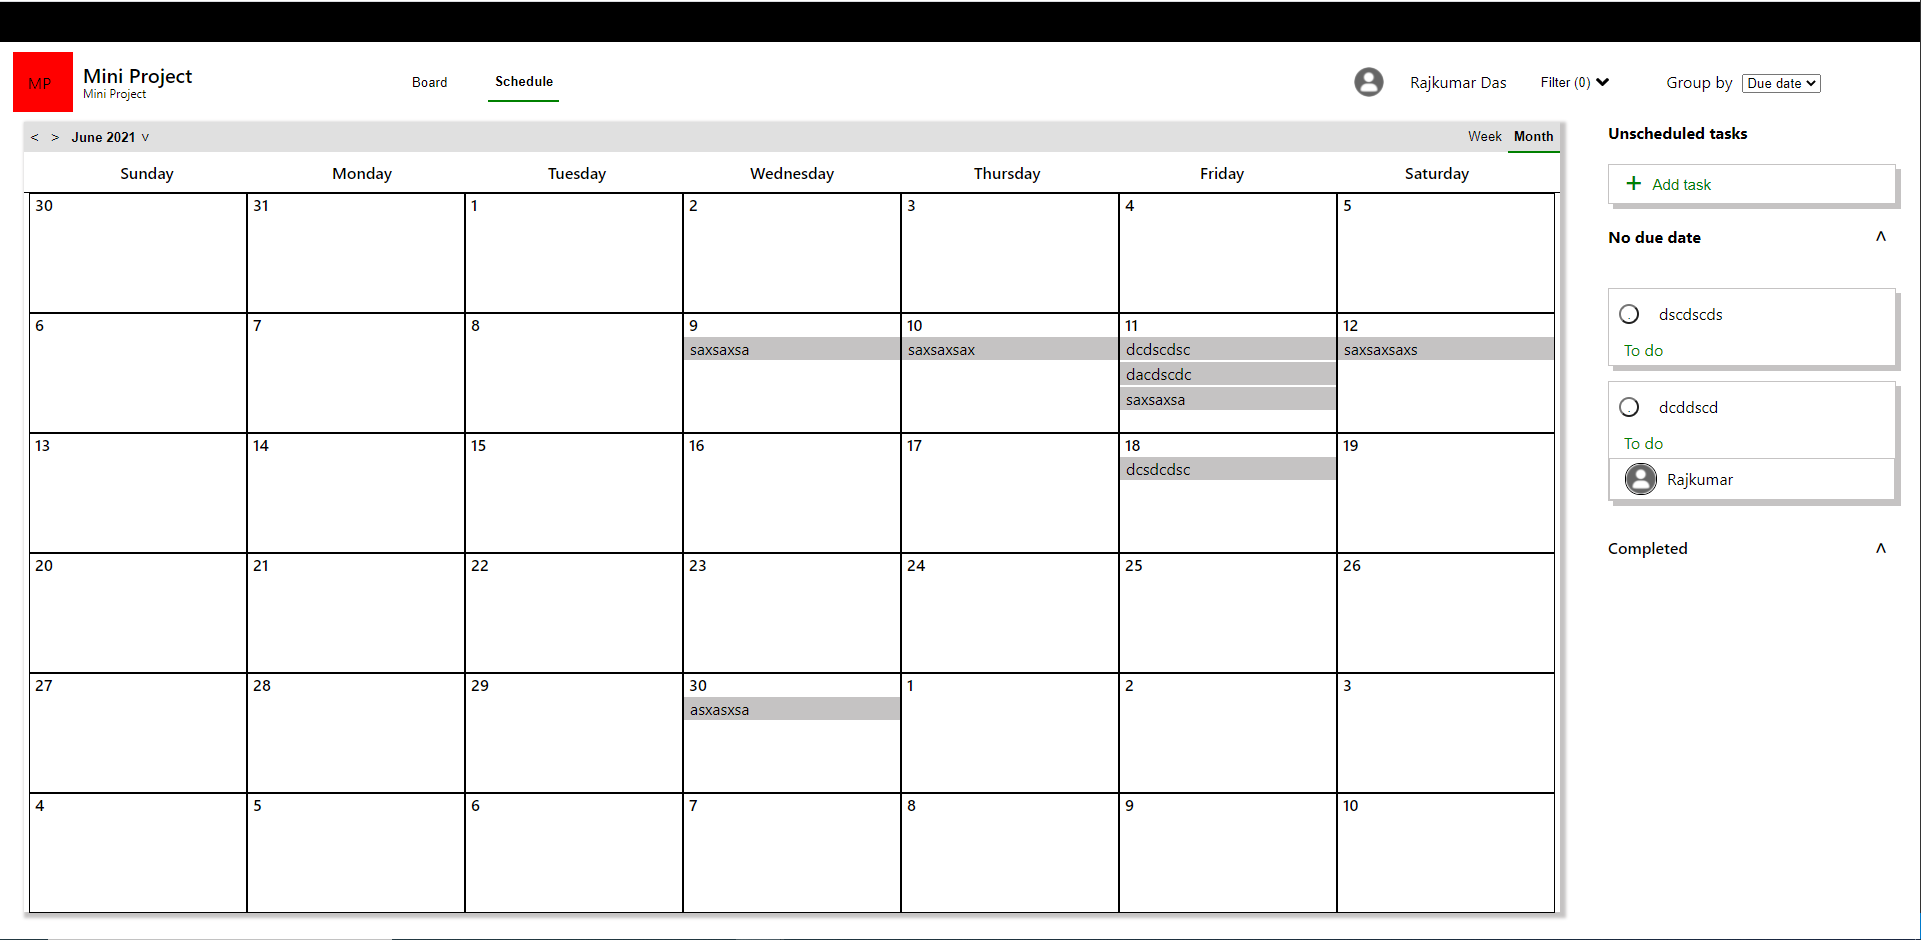 MP
Mini Project
Mini Project
Board
Schedule
Rajkumar Das
Filter (0)
Group by
Due date
< > June 2021 v
Week
Month
Sunday Monday Tuesday Wednesday Thursday Friday Saturday
30 31 1 2 3 4 5
6 7 8 9 10 11 12
saxsaxsa saxsaxsax dcdscdsc saxsaxsaxs
dacdscdc
saxsaxsa
13 14 15 16 17 18 19
dcsdcdsc
20 21 22 23 24 25 26
27 28 29 30 1 2 3
asxasxsa
4 5 6 7 8 9 10
Unscheduled tasks
+ Add task
No due date ^
dscdscds
To do
dcddscd
To do
Rajkumar
Completed ^